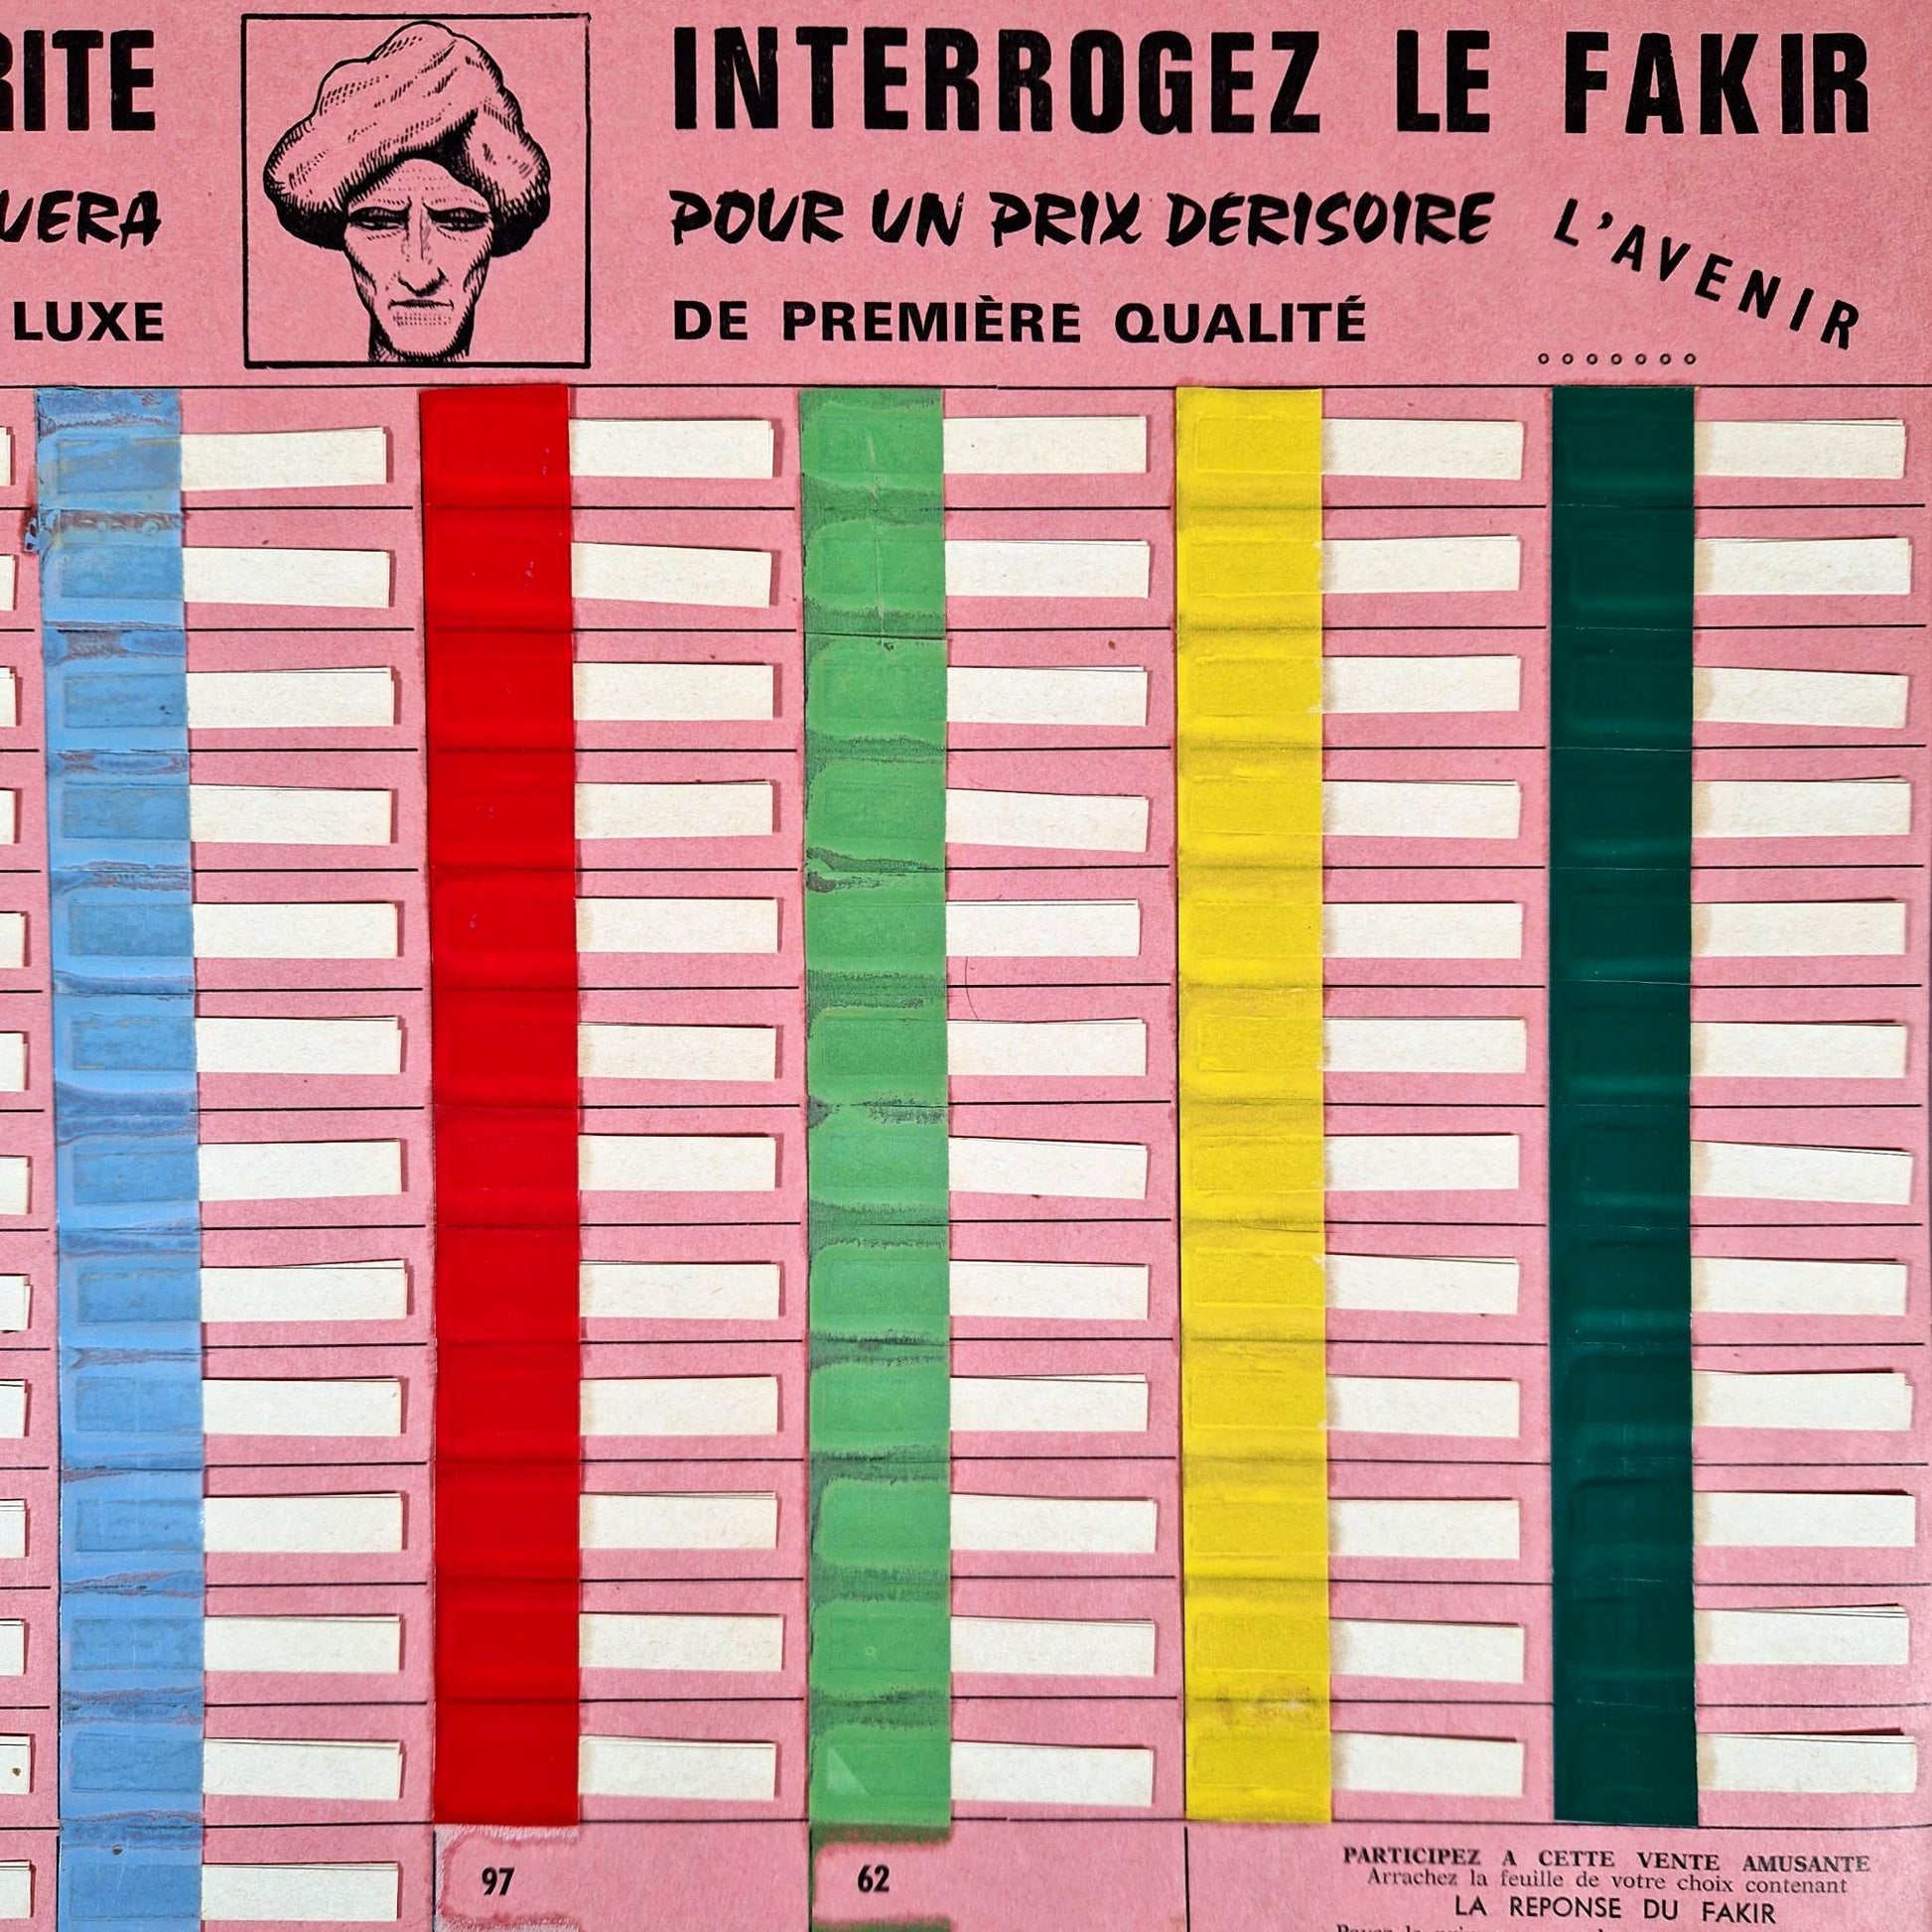 RITE
UERA
LUXE
INTERROGEZ LE FAKIR
POUR UN PRIX DÉRISOIRE L'AVENIR
DE PREMIÈRE QUALITÉ
97
62
PARTICIPEZ A CETTE VENTE AMUSANTE
Arrachez la feuille de votre choix contenant
LA REPONSE DU FAKIR